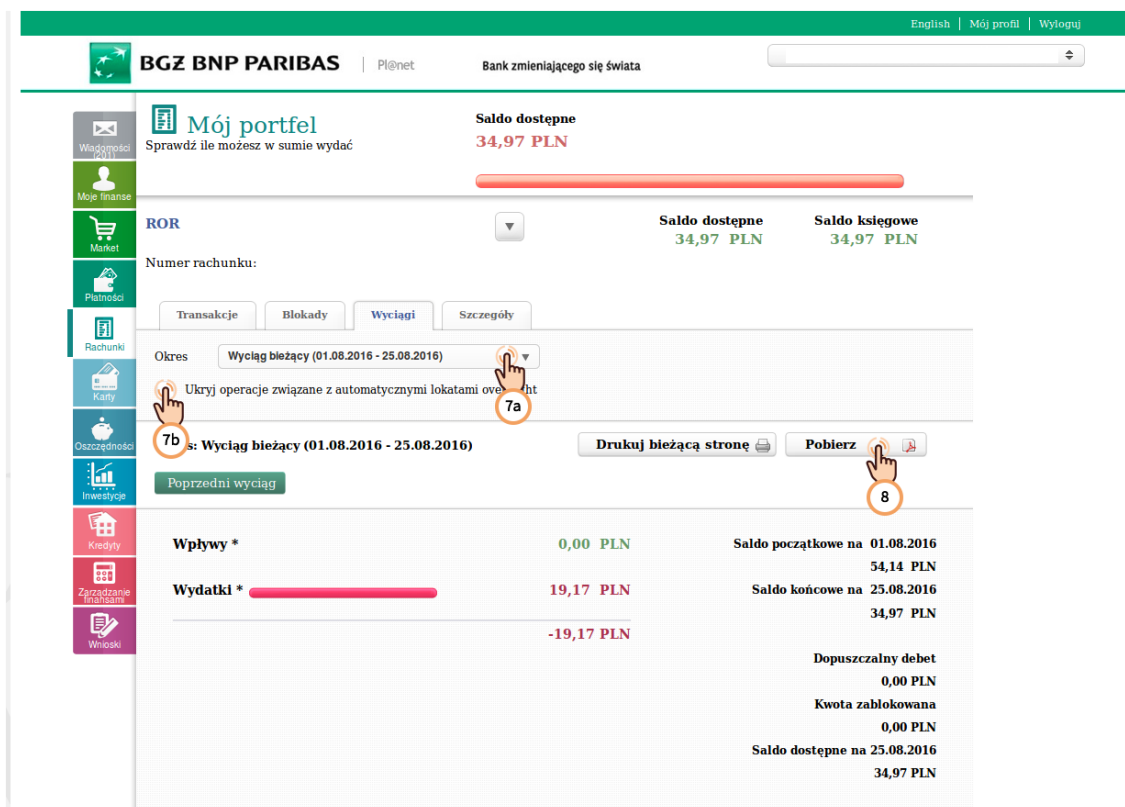 English | Mój profil | Wyloguj
BGŻ BNP PARIBAS | Pl@net Bank zmieniającego się świata
Wiadomości (201)
Moje finanse
Market
Płatności
Rachunki
Karty
Oszczędności
Inwestycje
Kredyty
Zarządzanie finansami
Wnioski
Mój portfel
Sprawdź ile możesz w sumie wydać
Saldo dostępne
34,97 PLN
ROR
Numer rachunku:
Saldo dostępne Saldo księgowe
34,97 PLN 34,97 PLN
Transakcje Blokady Wyciągi Szczegóły
Okres Wyciąg bieżący (01.08.2016 - 25.08.2016)
Ukryj operacje związane z automatycznymi lokatami
7a
7b
Wyciąg bieżący (01.08.2016 - 25.08.2016) Drukuj bieżącą stronę Pobierz
8
Poprzedni wyciąg
Wpływy * 0,00 PLN
Wydatki * 19,17 PLN
-19,17 PLN
Saldo początkowe na 01.08.2016
54,14 PLN
Saldo końcowe na 25.08.2016
34,97 PLN
Dopuszczalny debet
0,00 PLN
Kwota zablokowana
0,00 PLN
Saldo dostępne na 25.08.2016
34,97 PLN